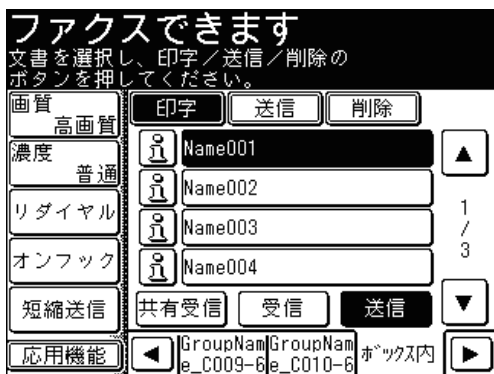 ファクスできます
文書を選択し、印字／送信／削除の
ボタンを押してください。
画質
高画質
濃度
普通
リダイヤル
オンフック
短縮送信
応用機能
印字 送信 削除
Name001
Name002
Name003
Name004
1
/
3
共有受信 受信 送信
GroupNam
e_C009-6
GroupNam
e_C010-6
ボックス内